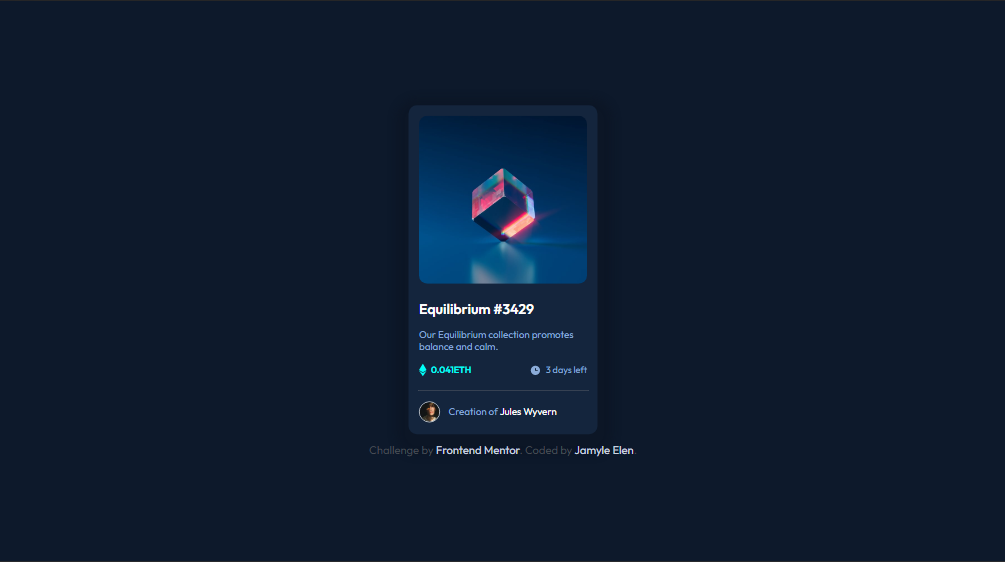 Equilibrium #3429
Our Equilibrium collection promotes
balance and calm.
0.041ETH
3 days left
Creation of Jules Wyvern
Challenge by Frontend Mentor. Coded by Jamyle Elen.